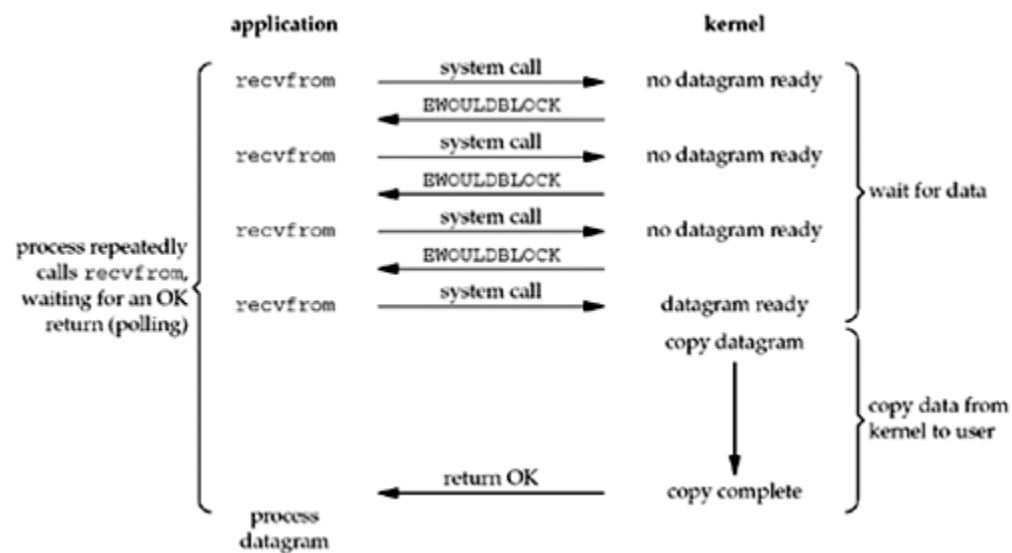 application
kernel
recvfrom
system call
no datagram ready
EWOULDBLOCK
recvfrom
system call
no datagram ready
EWOULDBLOCK
recvfrom
system call
no datagram ready
EWOULDBLOCK
recvfrom
system call
datagram ready
wait for data
process repeatedly
calls recvfrom,
waiting for an OK
return (polling)
copy datagram
copy data from
kernel to user
return OK
copy complete
process
datagram